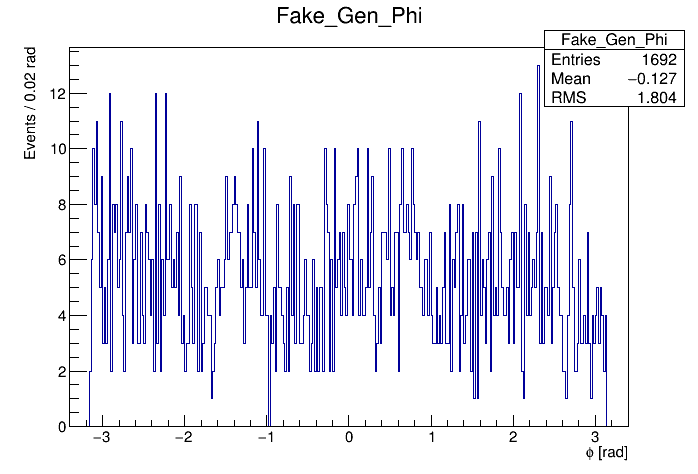 Fake_Gen_Phi
Fake_Gen_Phi
Entries 1692
Mean −0.127
RMS 1.804
Events / 0.02 rad
12
10
8
6
4
2
0
−3 −2 −1 0 1 2 3
ϕ [rad]